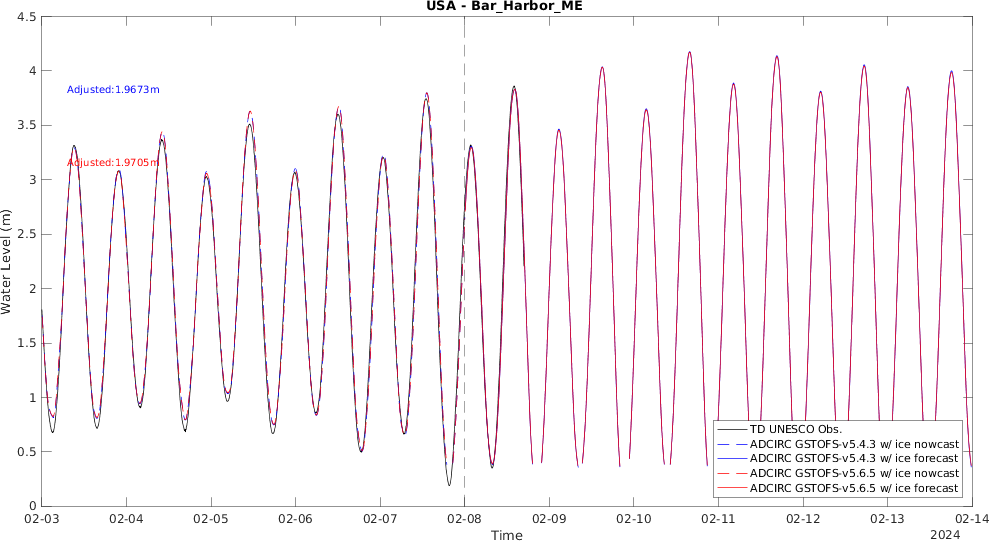 USA - Bar_Harbor_ME
4.5
4
3.5
3
2.5
2
1.5
1
0.5
0
Water Level (m)
Adjusted:1.9673m
Adjusted:1.9705m
TD UNESCO Obs.
ADCIRC GSTOFS-v5.4.3 w/ ice nowcast
ADCIRC GSTOFS-v5.4.3 w/ ice forecast
ADCIRC GSTOFS-v5.6.5 w/ ice nowcast
ADCIRC GSTOFS-v5.6.5 w/ ice forecast
02-03 02-04 02-05 02-06 02-07 02-08 02-09 02-10 02-11 02-12 02-13 02-14
Time
2024